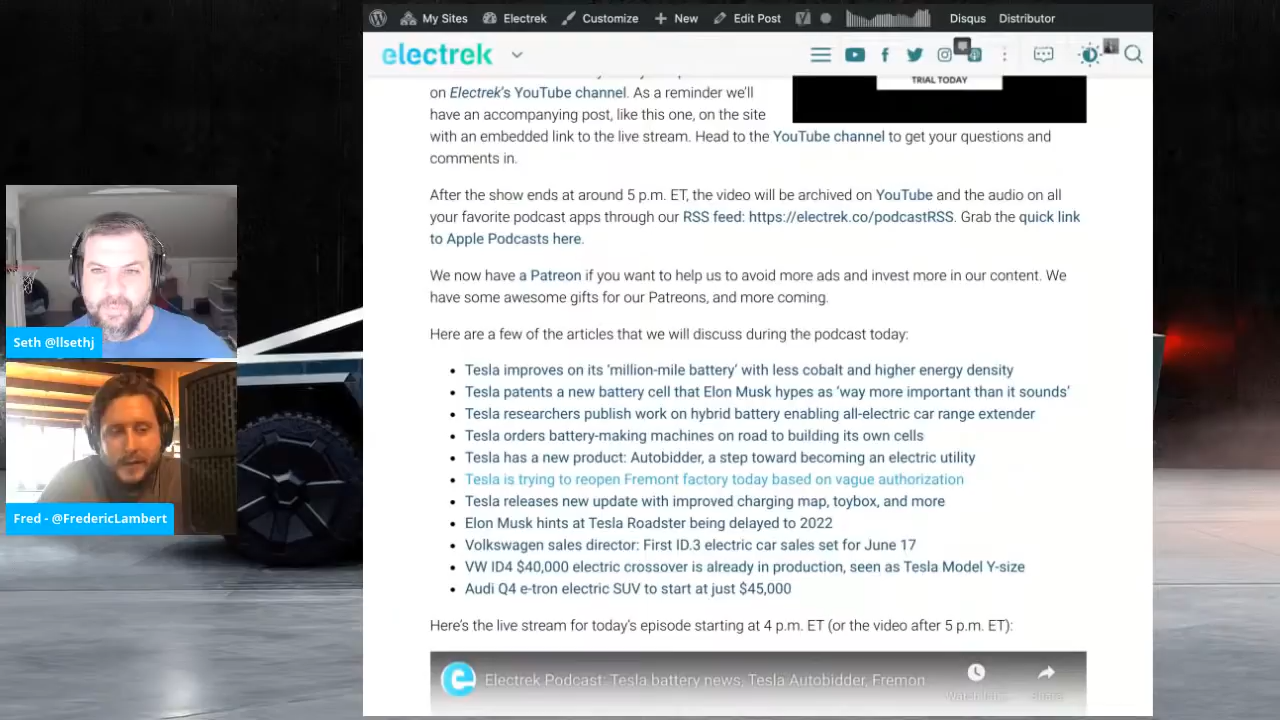 My Sites
Electrek
Customize
New
Edit Post
Disqus
Distributor
electrek
TRIAL TODAY
on Electrek's YouTube channel. As a reminder we'll
have an accompanying post, like this one, on the site
with an embedded link to the live stream. Head to the YouTube channel to get your questions and
comments in.
After the show ends at around 5 p.m. ET, the video will be archived on YouTube and the audio on all
your favorite podcast apps through our RSS feed: https://electrek.co/podcastRSS. Grab the quick link
to Apple Podcasts here.
We now have a Patreon if you want to help us to avoid more ads and invest more in our content. We
have some awesome gifts for our Patreons, and more coming.
Here are a few of the articles that we will discuss during the podcast today:
Tesla improves on its 'million-mile battery' with less cobalt and higher energy density
Tesla patents a new battery cell that Elon Musk hypes as 'way more important than it sounds'
Tesla researchers publish work on hybrid battery enabling all-electric car range extender
Tesla orders battery-making machines on road to building its own cells
Tesla has a new product: Autobidder, a step toward becoming an electric utility
Tesla is trying to reopen Fremont factory today based on vague authorization
Tesla releases new update with improved charging map, toybox, and more
Elon Musk hints at Tesla Roadster being delayed to 2022
Volkswagen sales director: First ID.3 electric car sales set for June 17
VW ID4 $40,000 electric crossover is already in production, seen as Tesla Model Y-size
Audi Q4 e-tron electric SUV to start at just $45,000
Here's the live stream for today's episode starting at 4 p.m. ET (or the video after 5 p.m. ET):
Electrek Podcast: Tesla battery news, Tesla Autobidder, Fremon
Share
Seth @llsethj
Fred - @FredericLambert